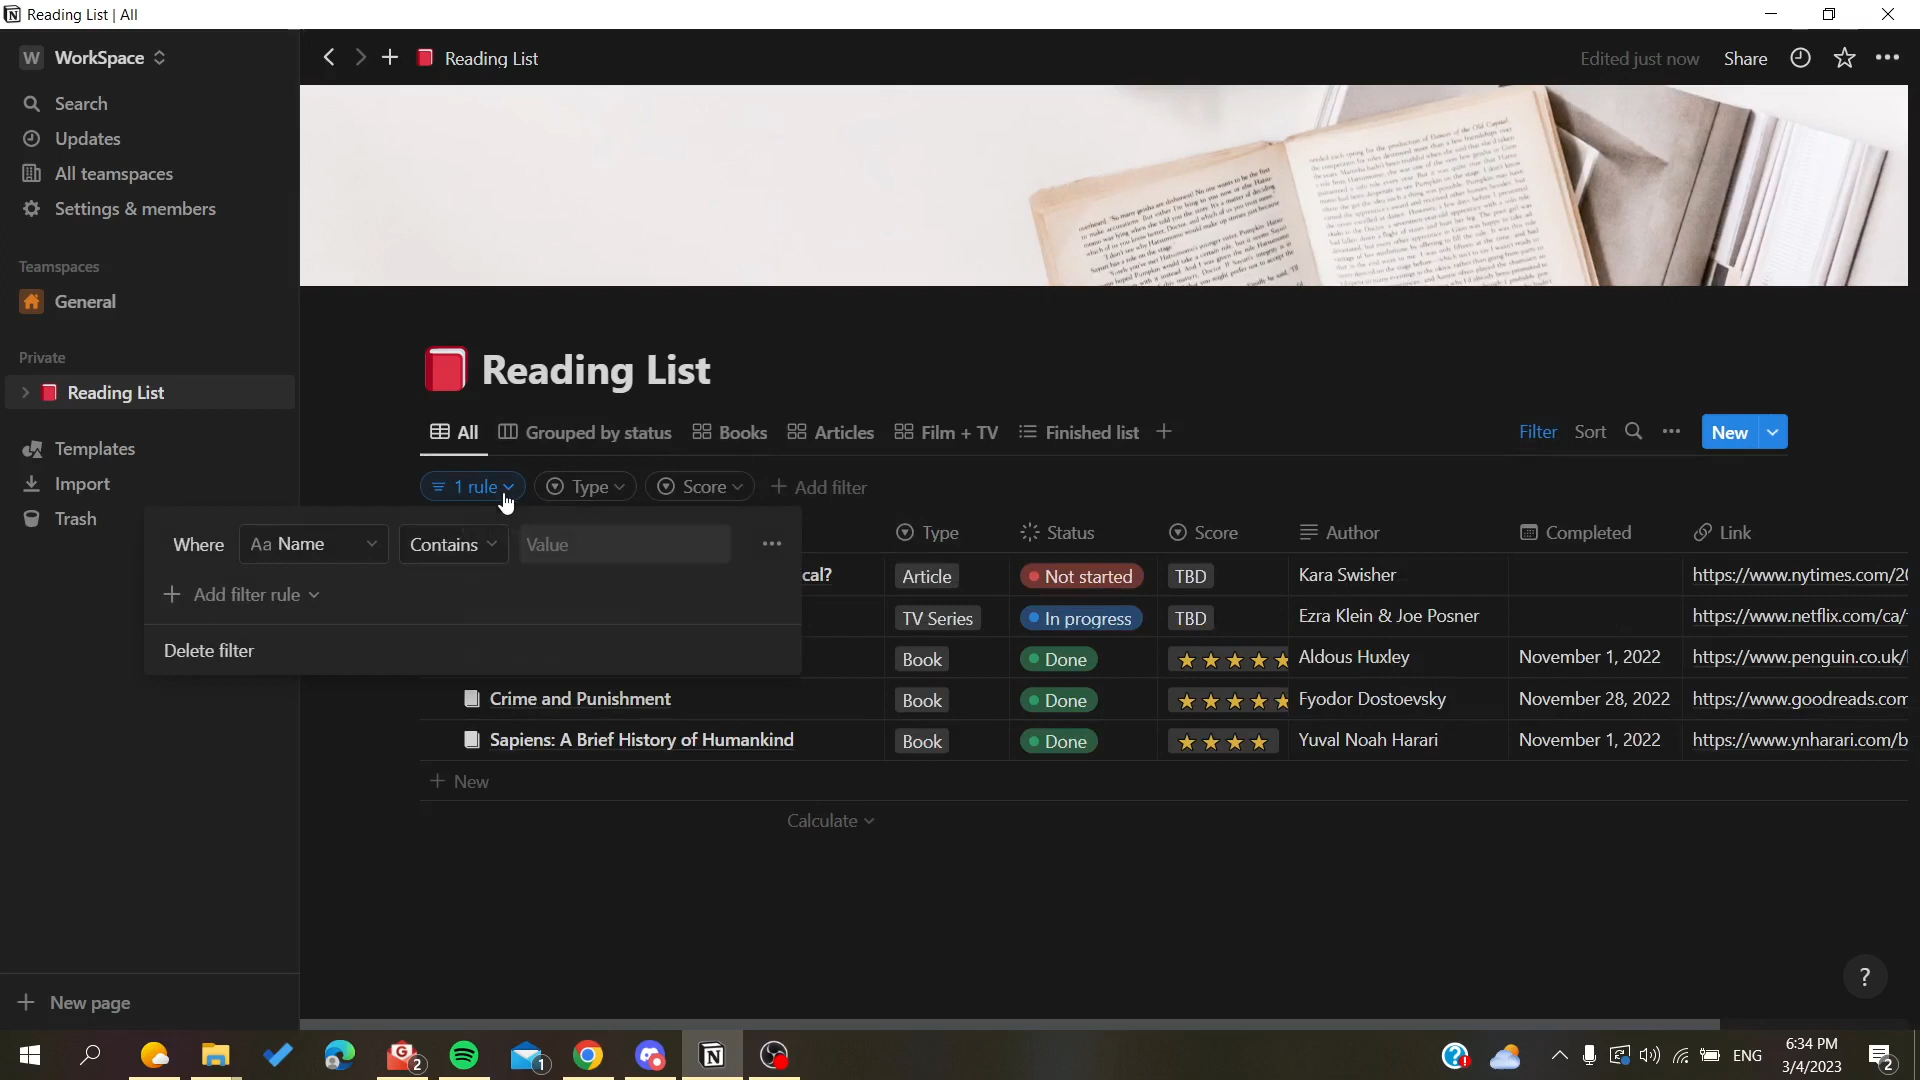 Reading List | All
W WorkSpace
Reading List
Edited just now Share
Search
Updates
All teamspaces
Settings & members
Teamspaces
General
Private
Reading List
Templates
Import
Trash
New page
Reading List
All Grouped by status Books Articles Film + TV Finished list
Filter Sort New
1 rule Type Score Add filter
Where Aa Name Contains Value
Add filter rule
Delete filter
Type Status Score Author Completed Link
cal? Article Not started TBD Kara Swisher https://www.nytimes.com/20
TV Series In progress TBD Ezra Klein & Joe Posner https://www.netflix.com/ca/
Book Done Aldous Huxley November 1, 2022 https://www.penguin.co.uk/
Crime and Punishment Book Done Fyodor Dostoevsky November 28, 2022 https://www.goodreads.com
Sapiens: A Brief History of Humankind Book Done Yuval Noah Harari November 1, 2022 https://www.ynharari.com/b
New
Calculate
?
2 1 ENG 6:34 PM
3/4/2023 2